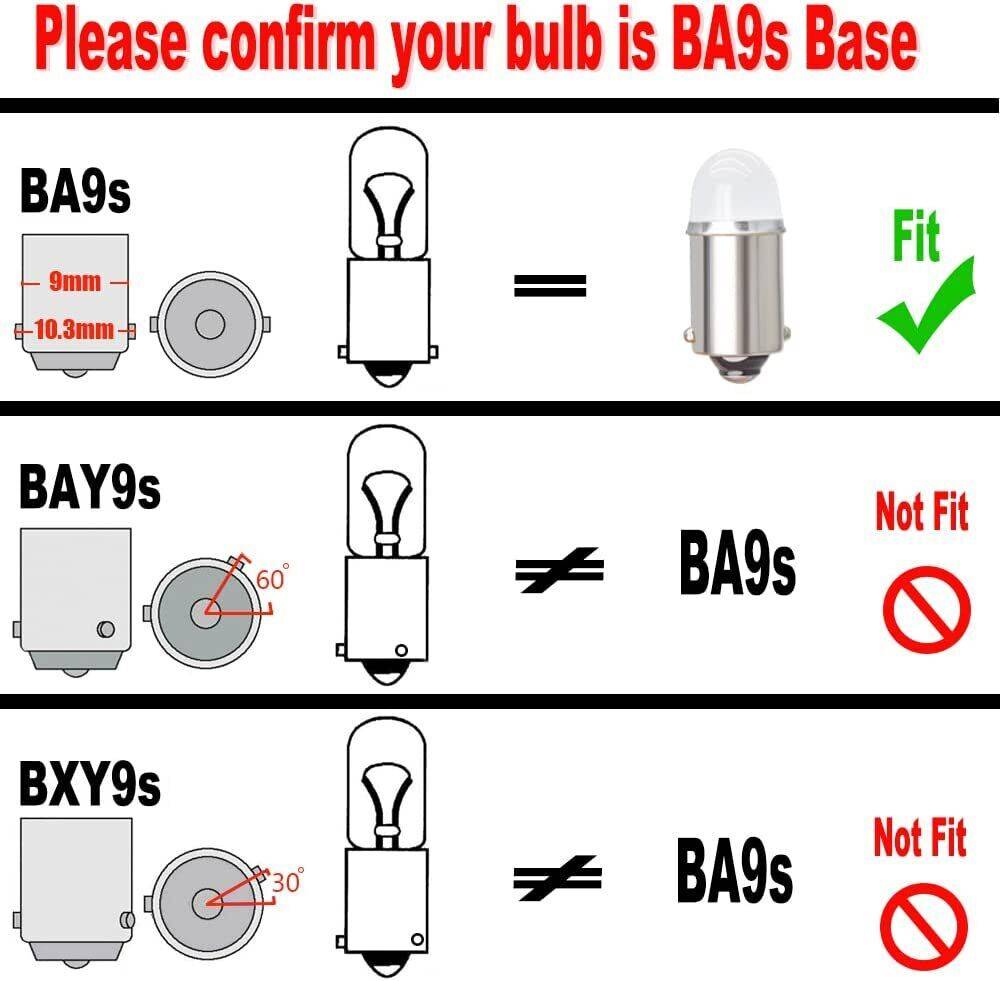 Please confirm your bulb is BA9s Base
BA9s
9mm
10.3mm
=
Fit
BAY9s
60°
≠
BA9s
Not Fit
BXY9s
30°
≠
BA9s
Not Fit